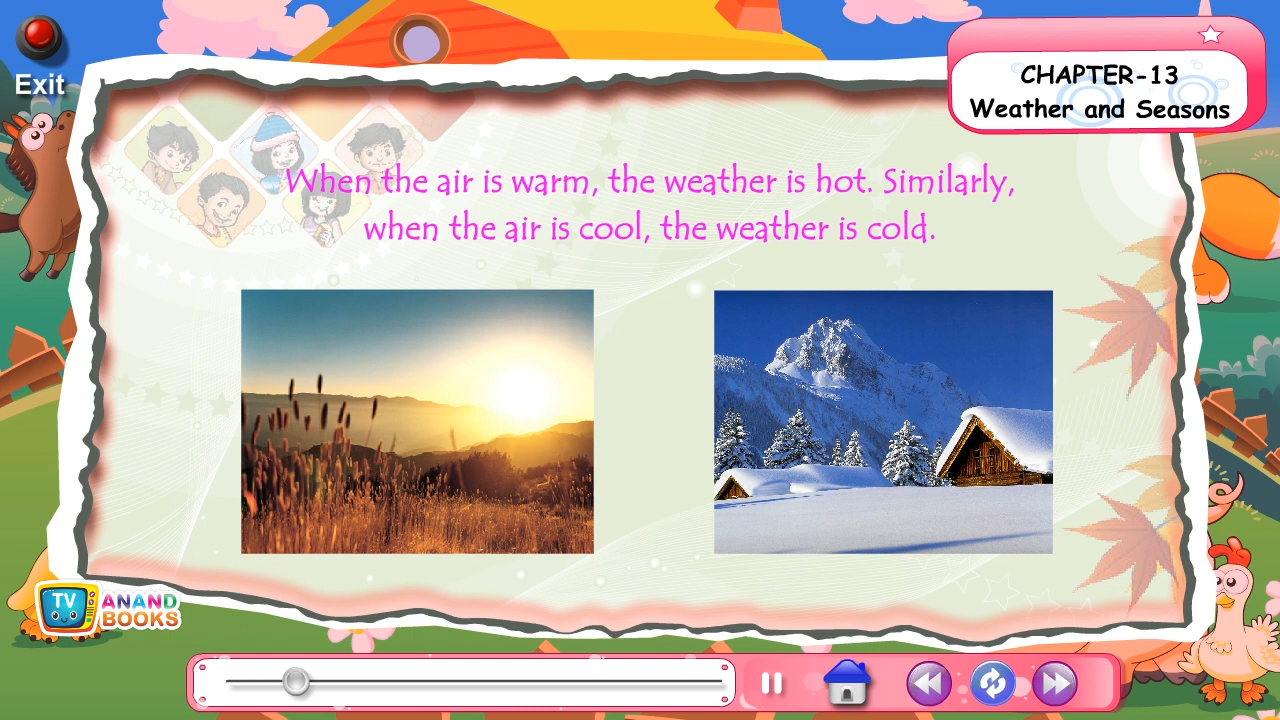 Exit
CHAPTER-13
Weather and Seasons
When the air is warm, the weather is hot. Similarly,
when the air is cool, the weather is cold.
TV
ANAND
BOOKS